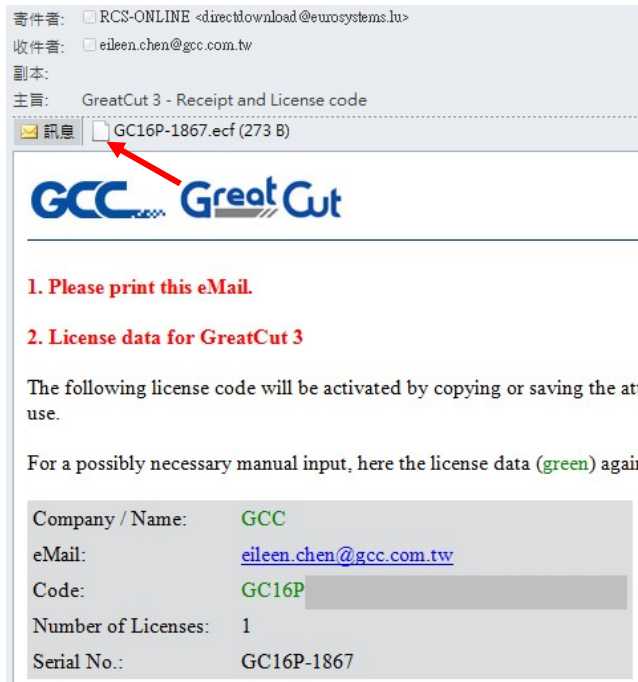 寄件者: RCS-ONLINE <directdownload@eurosystems.lu>
收件者: eileen.chen@gcc.com.tw
副本:
主旨: GreatCut 3 - Receipt and License code
訊息 GC16P-1867.ecf (273 B)
GCC GreatCut
1. Please print this eMail.
2. License data for GreatCut 3
The following license code will be activated by copying or saving the
use.
For a possibly necessary manual input, here the license data (green)
Company / Name: GCC
eMail: eileen.chen@gcc.com.tw
Code: GC16P
Number of Licenses: 1
Serial No.: GC16P-1867